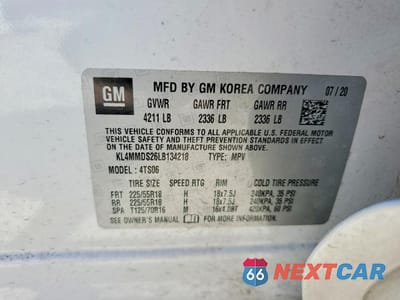 GM
MFD BY GM KOREA COMPANY 07 / 20
GVWR GAWR FRT GAWR RR
4211 LB 2336 LB 2336 LB
THIS VEHICLE CONFORMS TO ALL APPLICABLE U.S. FEDERAL MOTOR
VEHICLE SAFETY, BUMPER, AND THEFT PREVENTION STANDARDS
IN EFFECT ON THE DATE OF MANUFACTURE SHOWN ABOVE.
KL4MMDS26LB134218 TYPE: MPV
MODEL : 4TS06
TIRE SIZE SPEED RTG RIM COLD TIRE PRESSURE
FRT 225/55R18 H 18x7.5J 240KPA, 35 PSI
RR 225/55R18 H 18x7.5J 240KPA, 35 PSI
SPA T125/70R16 M 420KPA, 60 PSI
SEE OWNER'S MANUAL FOR MORE INFORMATION.
66 NEXTCAR